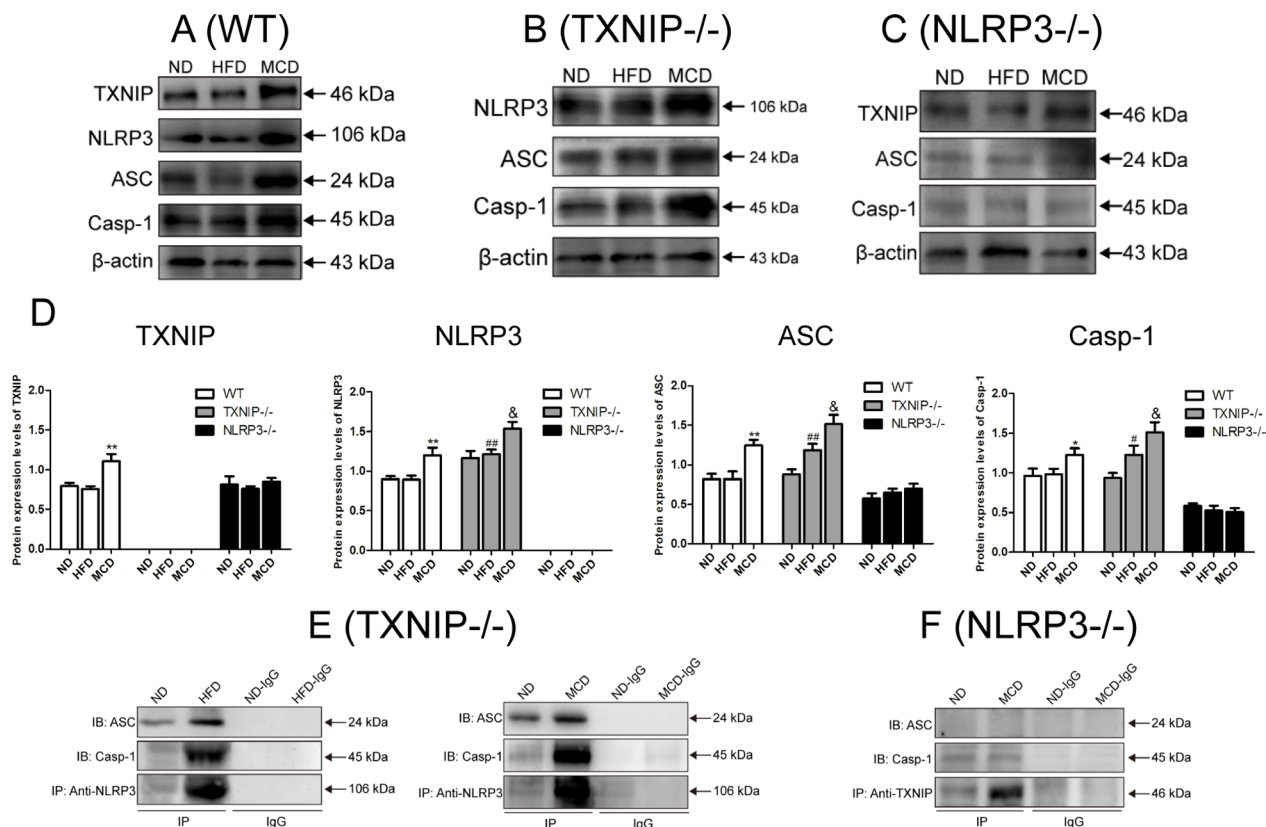 A (WT)
ND HFD MCD
TXNIP 46 kDa
NLRP3 106 kDa
ASC 24 kDa
Casp-1 45 kDa
β-actin 43 kDa
B (TXNIP-/-)
ND HFD MCD
NLRP3 106 kDa
ASC 24 kDa
Casp-1 45 kDa
β-actin 43 kDa
C (NLRP3-/-)
ND HFD MCD
TXNIP 46 kDa
ASC 24 kDa
Casp-1 45 kDa
β-actin 43 kDa
D
TXNIP
Protein expression levels of TXNIP
2.0
1.5
1.0
0.5
0.0
**
WT
TXNIP-/-
NLRP3-/-
ND HFD MCD ND HFD MCD ND HFD MCD
NLRP3
Protein expression levels of NLRP3
2.0
1.5
1.0
0.5
0.0
** ## &
WT
TXNIP-/-
NLRP3-/-
ND HFD MCD ND HFD MCD ND HFD MCD
ASC
Protein expression levels of ASC
2.0
1.5
1.0
0.5
0.0
** ## &
WT
TXNIP-/-
NLRP3-/-
ND HFD MCD ND HFD MCD ND HFD MCD
Casp-1
Protein expression levels of Casp-1
2.0
1.5
1.0
0.5
0.0
* # &
WT
TXNIP-/-
NLRP3-/-
ND HFD MCD ND HFD MCD ND HFD MCD
E (TXNIP-/-)
ND HFD ND-IgG HFD-IgG
IB: ASC 24 kDa
IB: Casp-1 45 kDa
IP: Anti-NLRP3 106 kDa
IP IgG
ND MCD ND-IgG MCD-IgG
IB: ASC 24 kDa
IB: Casp-1 45 kDa
IP: Anti-NLRP3 106 kDa
IP IgG
F (NLRP3-/-)
ND MCD ND-IgG MCD-IgG
IB: ASC 24 kDa
IB: Casp-1 45 kDa
IP: Anti-TXNIP 46 kDa
IP IgG